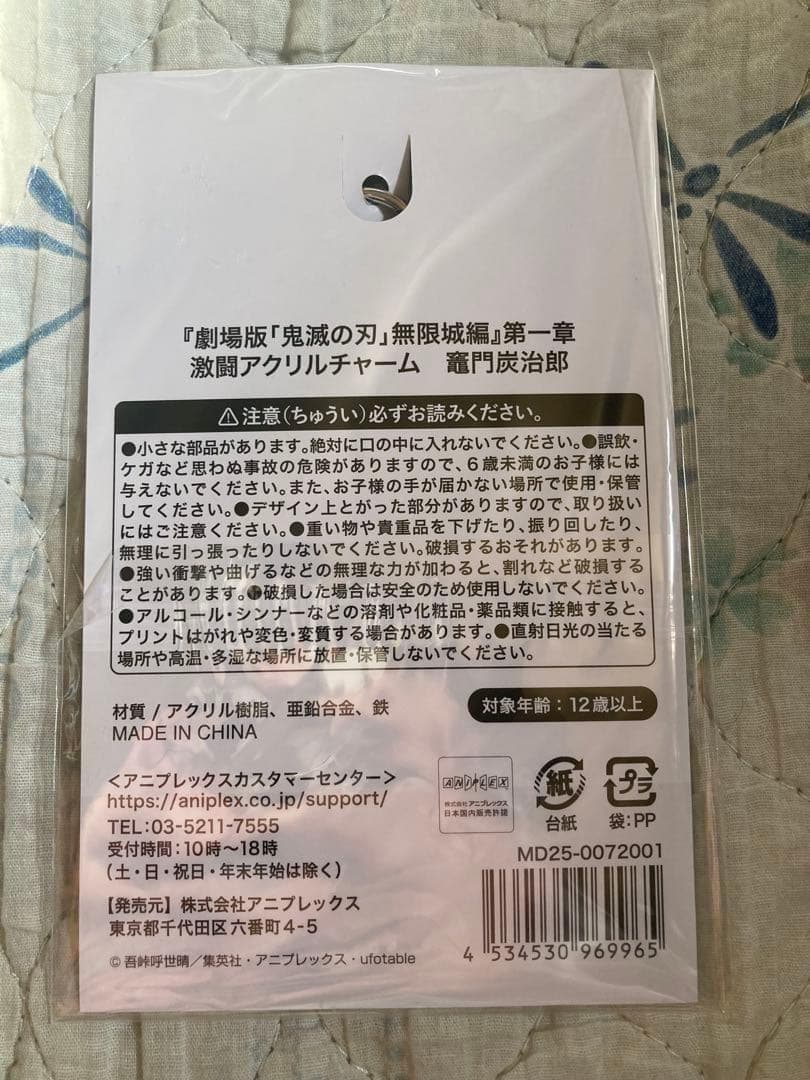 『劇場版「鬼滅の刃」無限城編』第一章
激闘アクリルチャーム　竈門炭治郎
⚠注意(ちゅうい)必ずお読みください。
●小さな部品があります。絶対に口の中に入れないでください。●誤飲・
ケガなど思わぬ事故の危険がありますので、6歳未満のお子様には
与えないでください。また、お子様の手が届かない場所で使用・保管
してください。●デザイン上とがった部分がありますので、取り扱い
にはご注意ください。●重い物や貴重品を下げたり、振り回したり、
無理に引っ張ったりしないでください。破損するおそれがあります。
●強い衝撃や曲げるなどの無理な力が加わると、割れなど破損する
ことがあります。●破損した場合は安全のため使用しないでください。
●アルコール・シンナーなどの溶剤や化粧品・薬品類に接触すると、
プリントはがれや変色・変質する場合があります。●直射日光の当たる
場所や高温・多湿な場所に放置・保管しないでください。
材質 / アクリル樹脂、亜鉛合金、鉄
MADE IN CHINA
対象年齢：12歳以上
<アニプレックスカスタマーセンター>
https://aniplex.co.jp/support/
TEL:03-5211-7555
受付時間：10時〜18時
(土・日・祝日・年末年始は除く)
【発売元】株式会社アニプレックス
東京都千代田区六番町4-5
©吾峠呼世晴／集英社・アニプレックス・ufotable
ANIPLEX
株式会社アニプレックス
日本国内販売許諾
紙
台紙
プラ
袋：PP
MD25-0072001
4 534530 969965